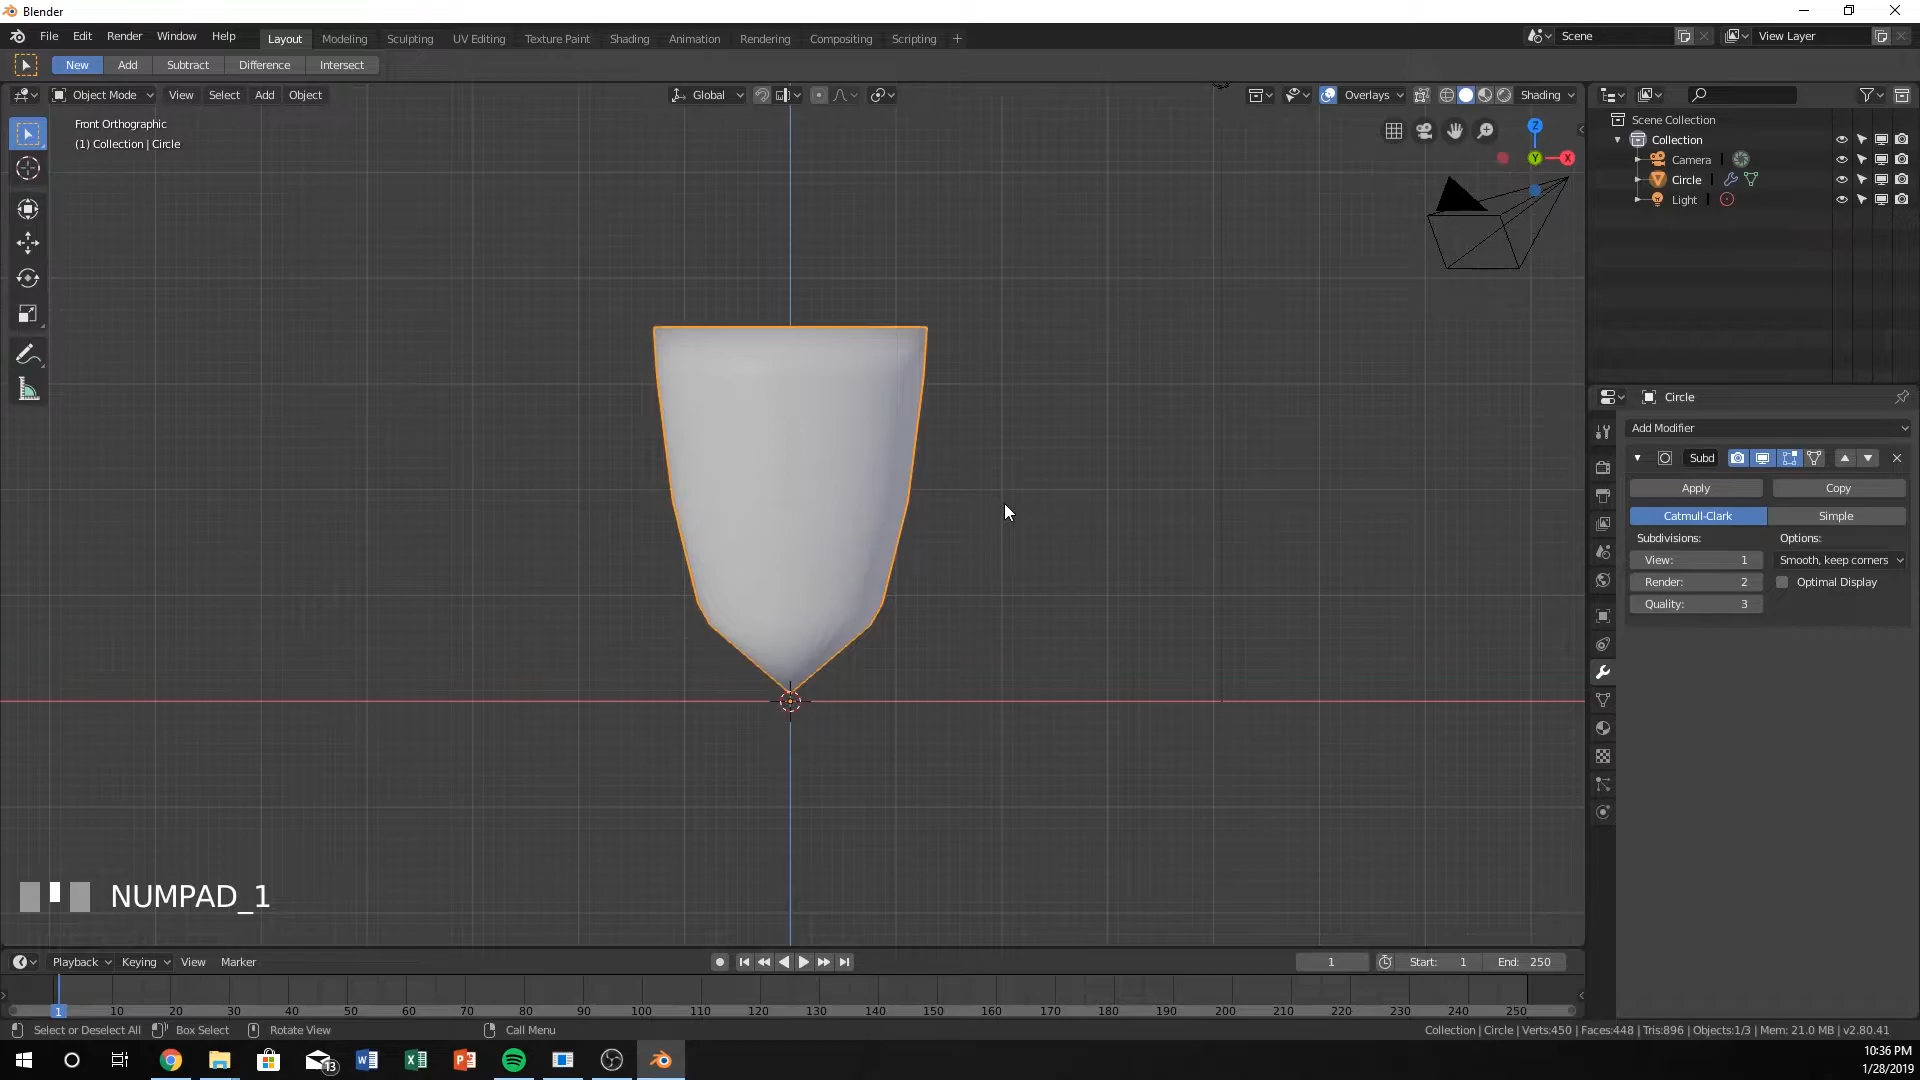 Blender
File Edit Render Window Help Layout Modeling Sculpting UV Editing Texture Paint Shading Animation Rendering Compositing Scripting + Scene View Layer
New Add Subtract Difference Intersect
Object Mode View Select Add Object Global Overlays Shading
Front Orthographic
(1) Collection | Circle
Z
Y
X
Scene Collection
Collection
Camera
Circle
Light
Circle
Add Modifier
Subd
Apply Copy
Catmull-Clark Simple
Subdivisions: Options:
View: 1 Smooth, keep corners
Render: 2 Optimal Display
Quality: 3
NUMPAD_1
Playback Keying View Marker 1 Start: 1 End: 250
1 10 20 30 40 50 60 70 80 90 100 110 120 130 140 150 160 170 180 190 200 210 220 230 240 250
Select or Deselect All Box Select Rotate View Call Menu Collection | Circle | Verts:450 | Faces:448 | Tris:896 | Objects:1/3 | Mem: 21.0 MB | v2.80.41
13
10:36 PM
1/28/2019